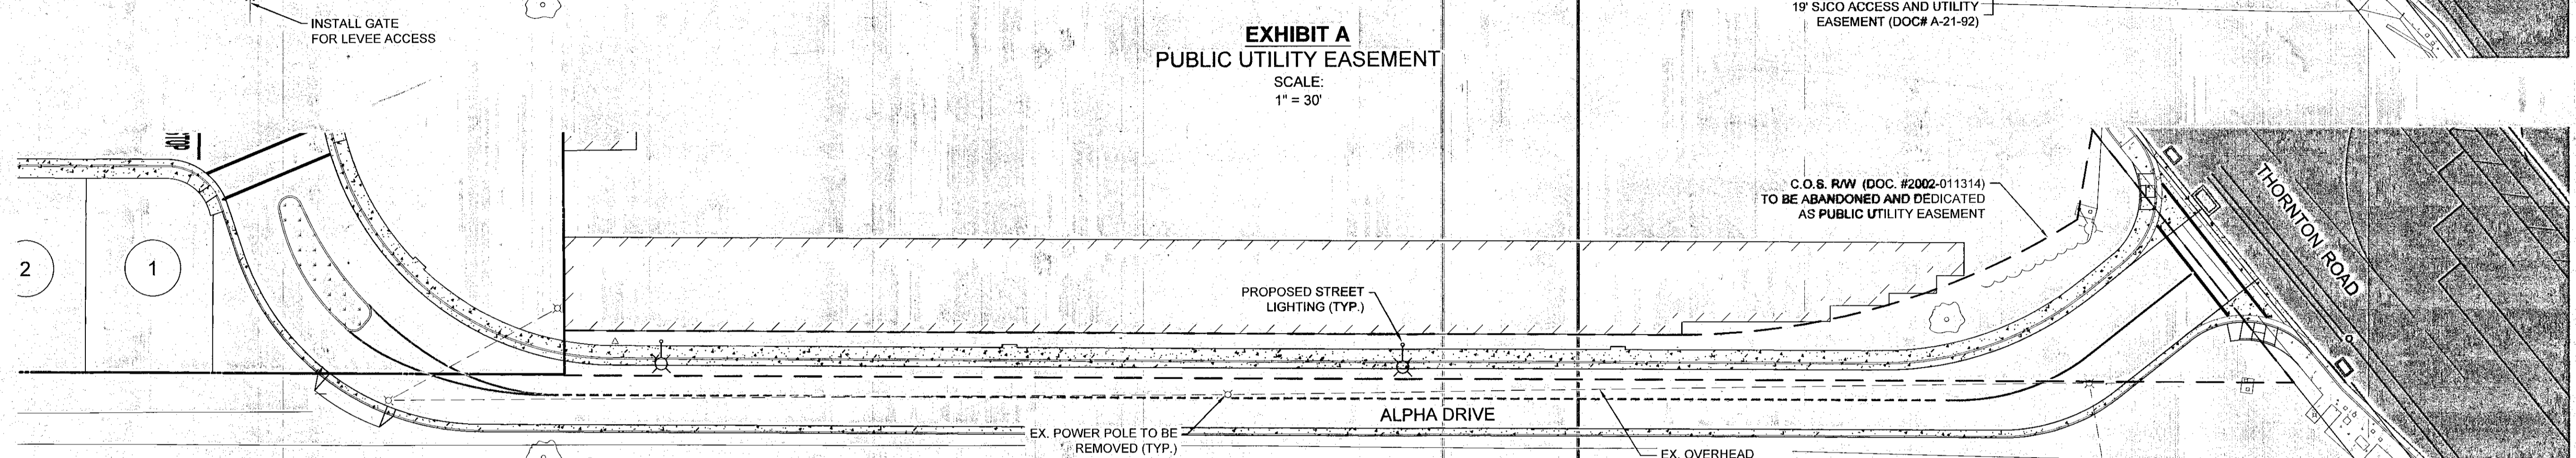 INSTALL GATE
FOR LEVEE ACCESS
EXHIBIT A
PUBLIC UTILITY EASEMENT
SCALE:
1" = 30'
19' SJCO ACCESS AND UTILITY
EASEMENT (DOC# A-21-92)
STOP
C.O.S. R/W (DOC. #2002-011314)
TO BE ABANDONED AND DEDICATED
AS PUBLIC UTILITY EASEMENT
THORNTON ROAD
2
1
PROPOSED STREET
LIGHTING (TYP.)
ALPHA DRIVE
EX. POWER POLE TO BE
REMOVED (TYP.)
EX. OVERHEAD